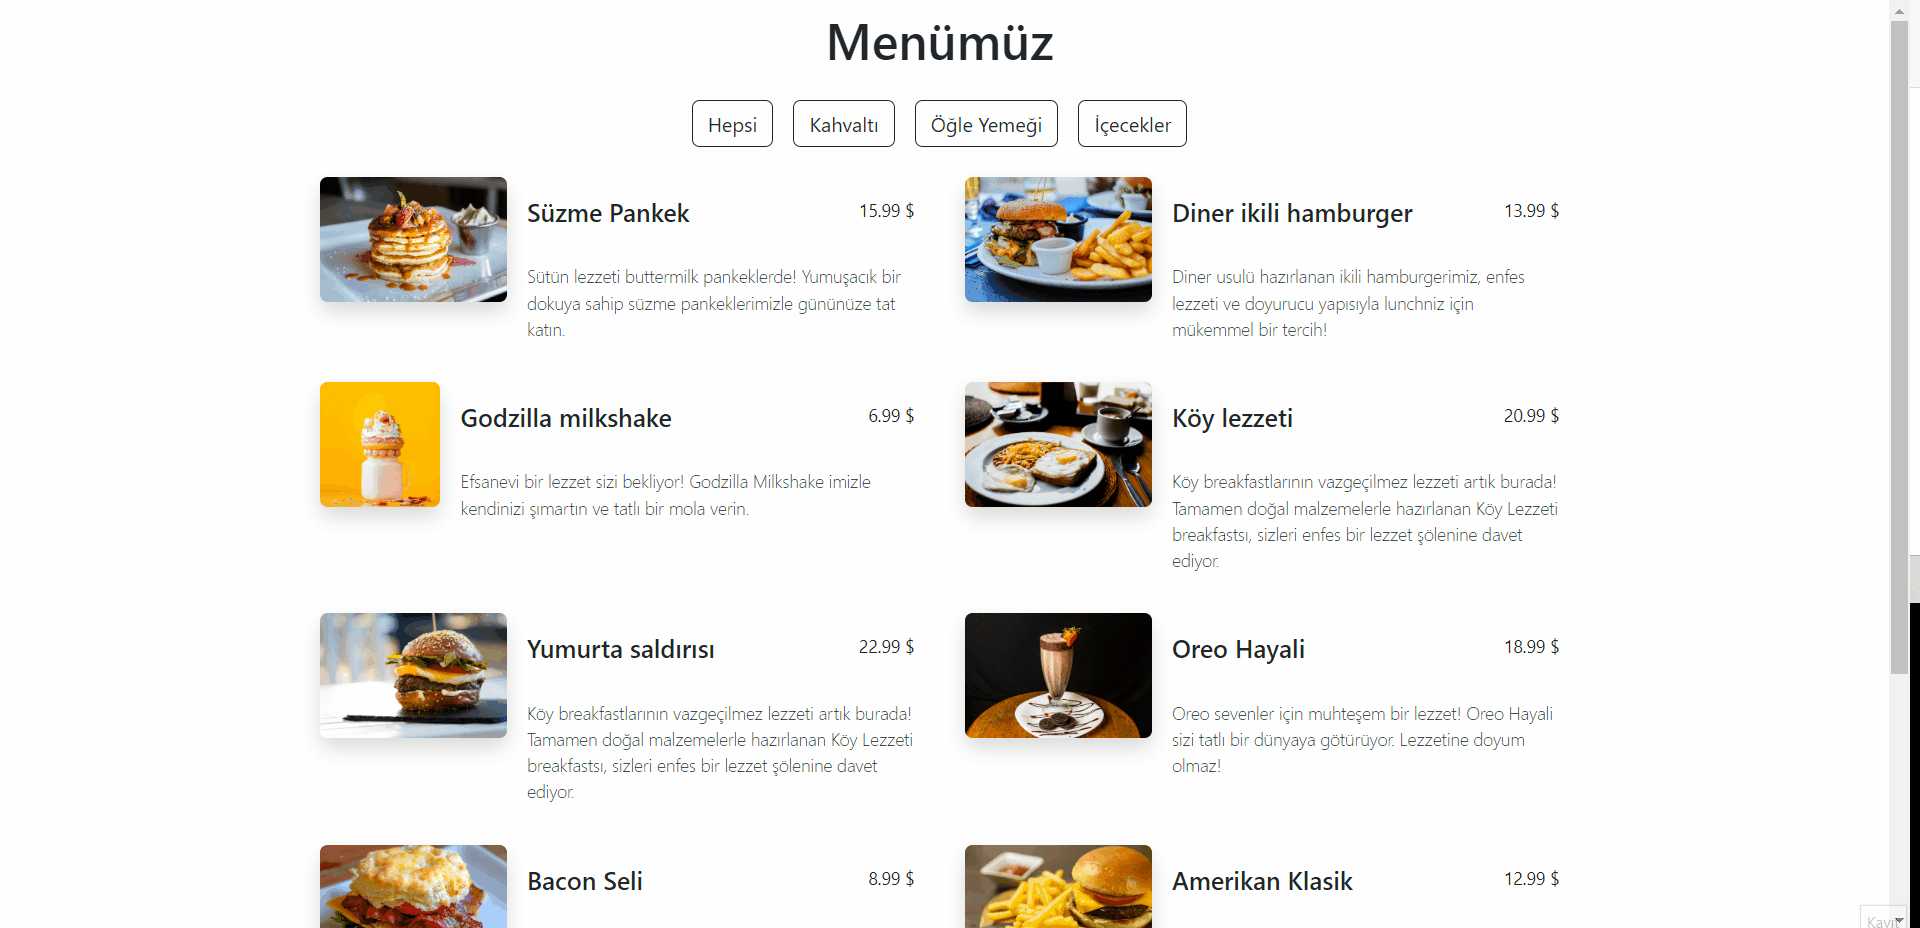 Menümüz
Hepsi
Kahvaltı
Öğle Yemeği
İçecekler
Süzme Pankek
15.99 $
Sütün lezzeti buttermilk pankeklerde! Yumuşacık bir
dokuya sahip süzme pankeklerimizle gününüze tat
katın.
Diner ikili hamburger
13.99 $
Diner usulü hazırlanan ikili hamburgerimiz, enfes
lezzeti ve doyurucu yapısıyla lunchniz için
mükemmel bir tercih!
Godzilla milkshake
6.99 $
Efsanevi bir lezzet sizi bekliyor! Godzilla Milkshake imizle
kendinizi şımartın ve tatlı bir mola verin.
Köy lezzeti
20.99 $
Köy breakfastlarının vazgeçilmez lezzeti artık burada!
Tamamen doğal malzemelerle hazırlanan Köy Lezzeti
breakfastsı, sizleri enfes bir lezzet şölenine davet
ediyor.
Yumurta saldırısı
22.99 $
Köy breakfastlarının vazgeçilmez lezzeti artık burada!
Tamamen doğal malzemelerle hazırlanan Köy Lezzeti
breakfastsı, sizleri enfes bir lezzet şölenine davet
ediyor.
Oreo Hayali
18.99 $
Oreo sevenler için muhteşem bir lezzet! Oreo Hayali
sizi tatlı bir dünyaya götürüyor. Lezzetine doyum
olmaz!
Bacon Seli
8.99 $
Amerikan Klasik
12.99 $